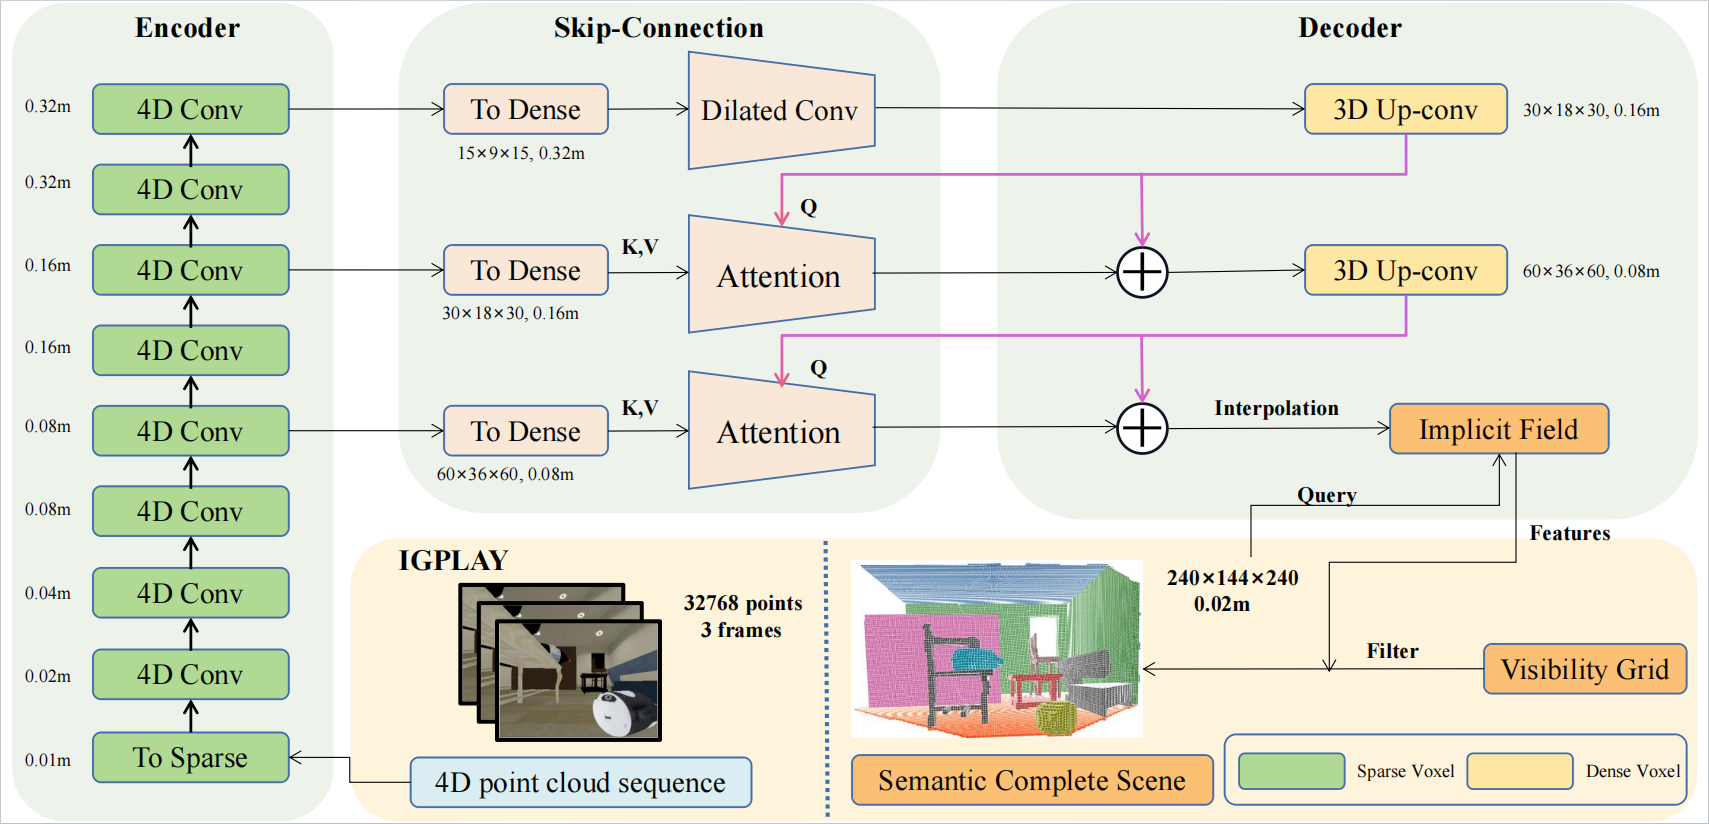 Encoder
0.32m
4D Conv
0.32m
4D Conv
0.16m
4D Conv
0.16m
4D Conv
0.08m
4D Conv
0.08m
4D Conv
0.04m
4D Conv
0.02m
4D Conv
0.01m
To Sparse
Skip-Connection
To Dense
15×9×15, 0.32m
Dilated Conv
Q
K,V
To Dense
30×18×30, 0.16m
Attention
Q
K,V
To Dense
60×36×60, 0.08m
Attention
Decoder
3D Up-conv
30×18×30, 0.16m
3D Up-conv
60×36×60, 0.08m
Interpolation
Implicit Field
Query
Features
IGPLAY
32768 points
3 frames
4D point cloud sequence
240×144×240
0.02m
Filter
Visibility Grid
Semantic Complete Scene
Sparse Voxel
Dense Voxel